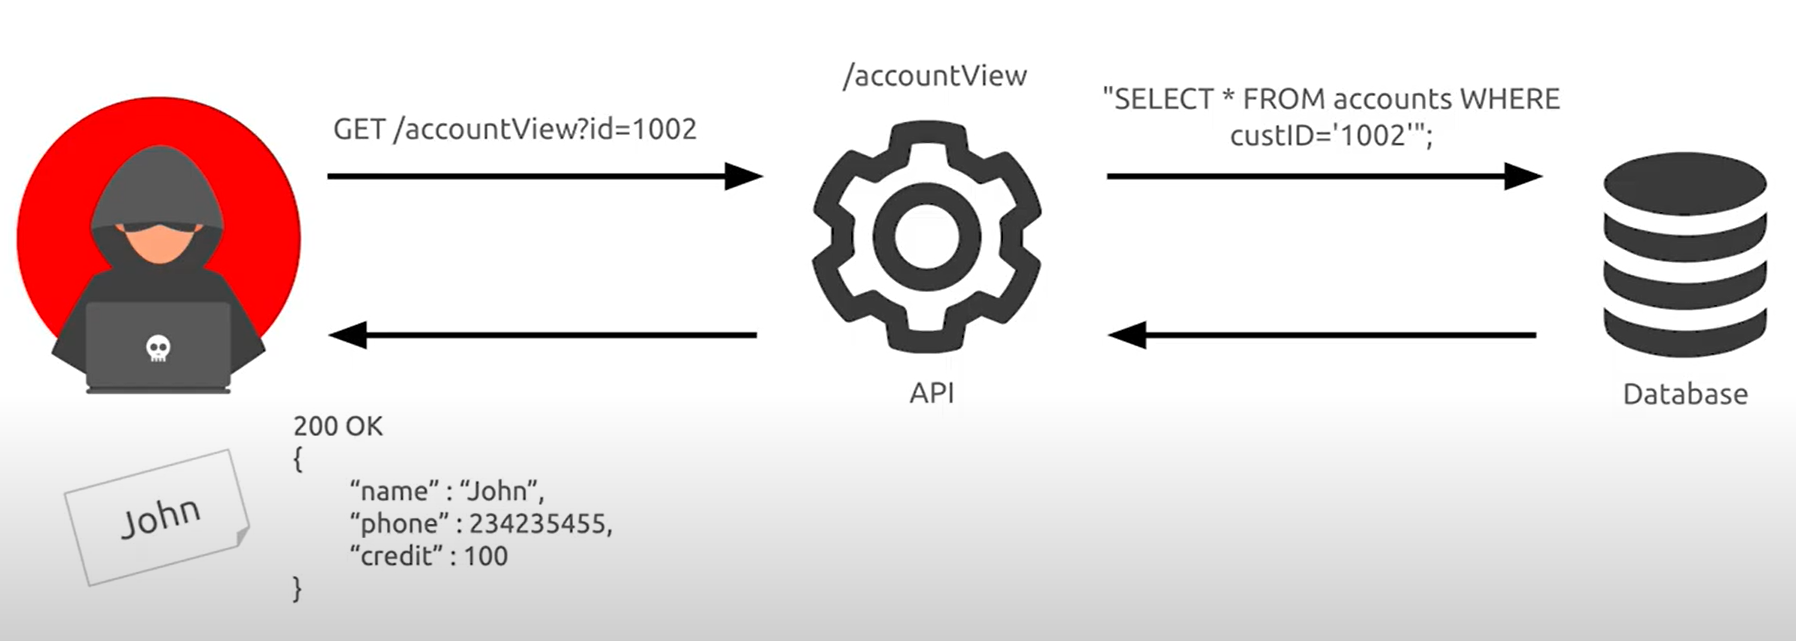 /accountView
GET /accountView?id=1002
"SELECT * FROM accounts WHERE
custID='1002'";
API
Database
200 OK
{
“name” : “John”,
“phone” : 234235455,
“credit” : 100
}
John